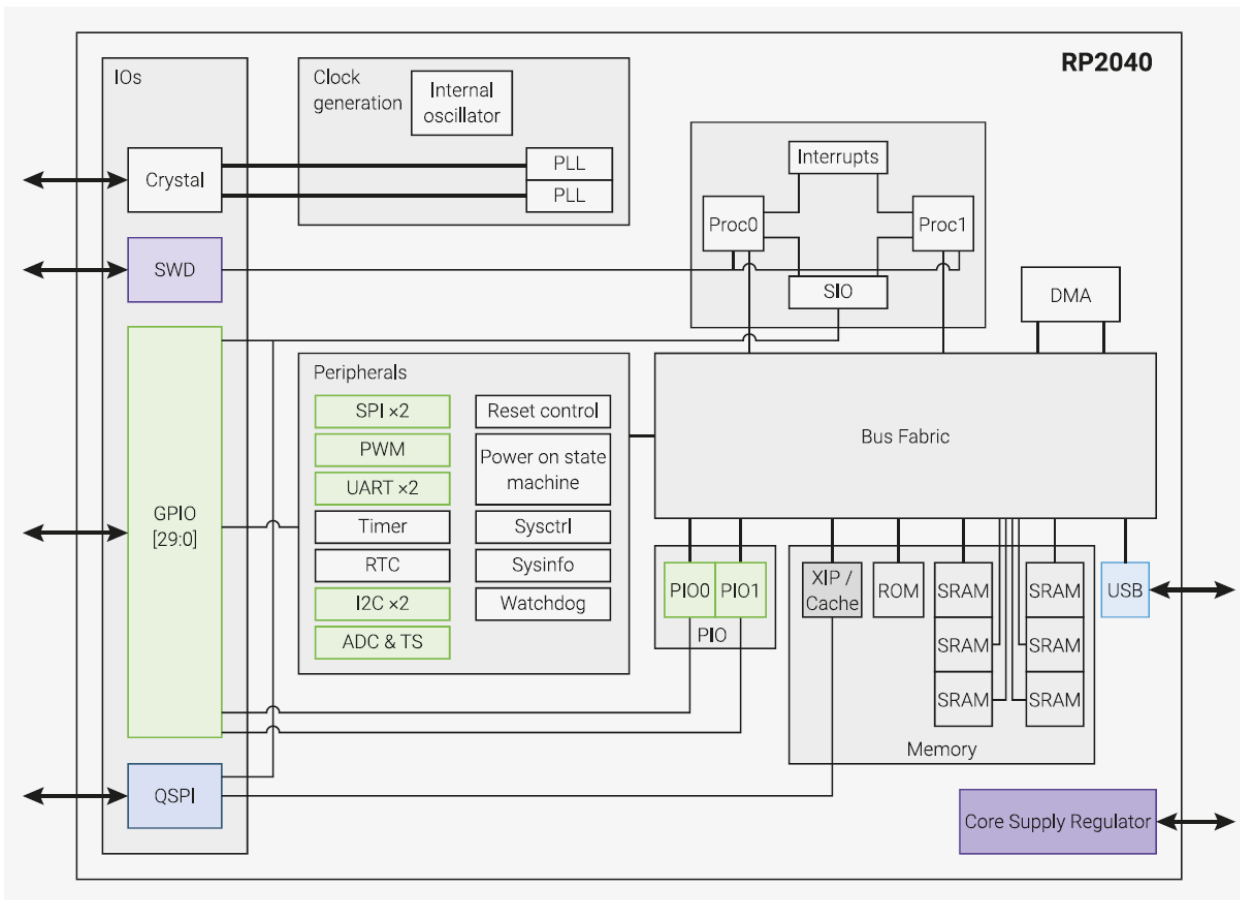 RP2040
IOs
Clock
generation
Internal
oscillator
Crystal
PLL
PLL
Interrupts
Proc0
Proc1
SWD
SIO
DMA
Peripherals
SPI ×2
Reset control
PWM
Power on state
machine
UART ×2
Bus Fabric
GPIO
[29:0]
Timer
Sysctrl
RTC
Sysinfo
I2C ×2
Watchdog
ADC & TS
PIO0
PIO1
PIO
XIP /
Cache
ROM
SRAM
SRAM
USB
SRAM
SRAM
SRAM
SRAM
Memory
QSPI
Core Supply Regulator